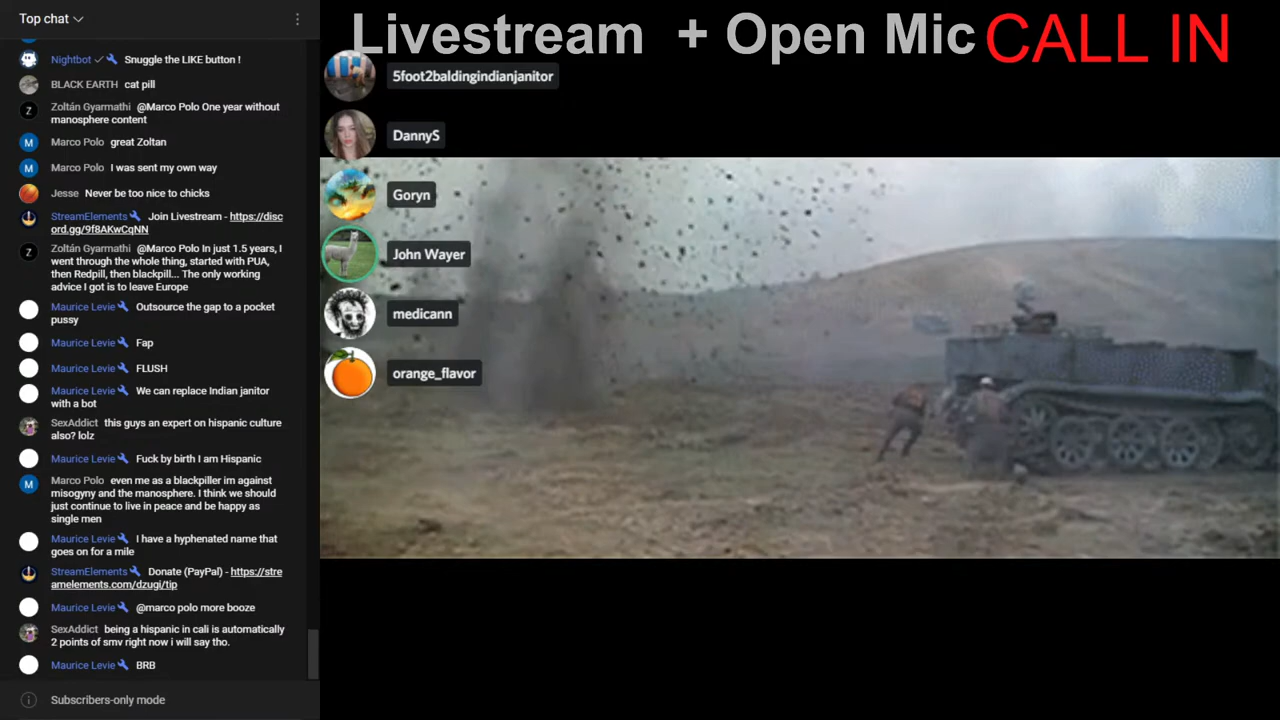 Top chat
Nightbot Snuggle the LIKE button !
BLACK EARTH cat pill
Zoltán Gyarmathi @Marco Polo One year without
manosphere content
Marco Polo great Zoltan
Marco Polo I was sent my own way
Jesse Never be too nice to chicks
StreamElements Join Livestream - https://disc
ord.gg/9f8AKwCqNN
Zoltán Gyarmathi @Marco Polo In just 1.5 years, I
went through the whole thing, started with PUA,
then Redpill, then blackpill... The only working
advice I got is to leave Europe
Maurice Levie Outsource the gap to a pocket
pussy
Maurice Levie Fap
Maurice Levie FLUSH
Maurice Levie We can replace Indian janitor
with a bot
SexAddict this guys an expert on hispanic culture
also? lolz
Maurice Levie Fuck by birth I am Hispanic
Marco Polo even me as a blackpiller im against
misogyny and the manosphere. I think we should
just continue to live in peace and be happy as
single men
Maurice Levie I have a hyphenated name that
goes on for a mile
StreamElements Donate (PayPal) - https://stre
amelements.com/dzugi/tip
Maurice Levie @marco polo more booze
SexAddict being a hispanic in cali is automatically
2 points of smv right now i will say tho.
Maurice Levie BRB
Subscribers-only mode
Livestream + Open Mic CALL IN
5foot2baldingindianjanitor
DannyS
Goryn
John Wayer
medicann
orange_flavor
Z
M
M
Z
M